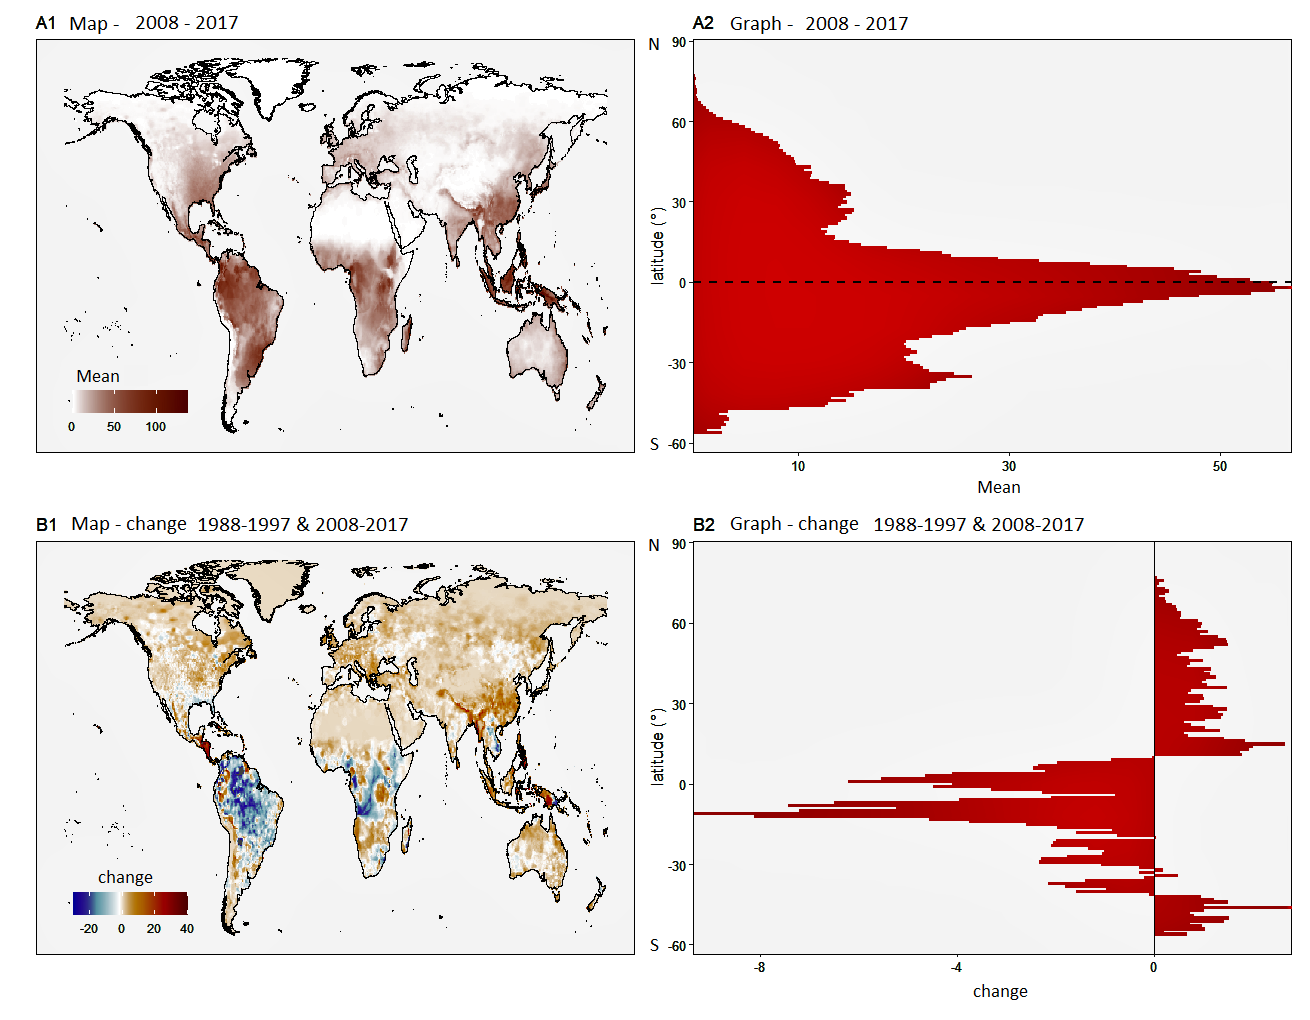 A1 Map - 2008 - 2017
Mean
0 50 100
A2 Graph - 2008 - 2017
N 90
60
30
0
-30
S -60
latitude (°)
10 30 50
Mean
B1 Map - change 1988-1997 & 2008-2017
change
-20 0 20 40
B2 Graph - change 1988-1997 & 2008-2017
N 90
60
30
0
-30
S -60
latitude (°)
-8 -4 0
change